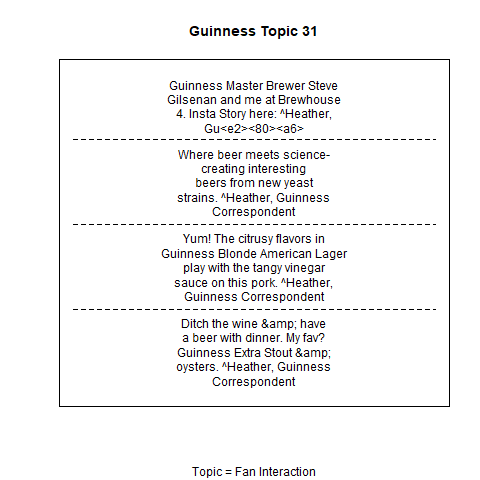 Guinness Topic 31
Guinness Master Brewer Steve
Gilsenan and me at Brewhouse
4. Insta Story here: ^Heather,
Gu<e2><80><a6>
Where beer meets science-
creating interesting
beers from new yeast
strains. ^Heather, Guinness
Correspondent
Yum! The citrusy flavors in
Guinness Blonde American Lager
play with the tangy vinegar
sauce on this pork. ^Heather,
Guinness Correspondent
Ditch the wine &amp; have
a beer with dinner. My fav?
Guinness Extra Stout &amp;
oysters. ^Heather, Guinness
Correspondent
Topic = Fan Interaction